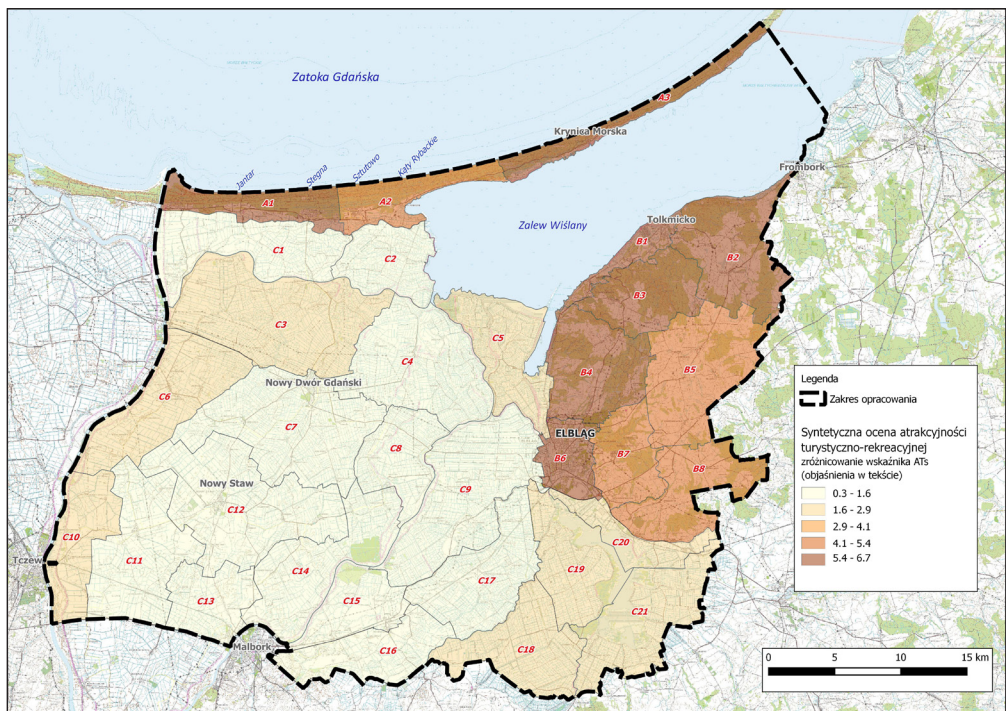 Zatoka Gdańska
A3
Krynica Morska
Jantar
Stegna
Sztutowo
Kąty Rybackie
Frombork
A1
A2
Tolkmicko
Zalew Wiślany
B1
B2
C1
C2
B3
C3
C5
C4
B4
B5
Nowy Dwór Gdański
C6
C7
ELBLĄG
C8
B6
B7
B8
C9
Nowy Staw
C12
C10
C11
Tczew
C14
C20
C19
C13
C15
C17
C21
Malbork
C16
C18
Legenda
Zakres opracowania
Syntetyczna ocena atrakcyjności
turystyczno-rekreacyjnej
zróżnicowanie wskaźnika ATs
(objaśnienia w tekście)
0.3 - 1.6
1.6 - 2.9
2.9 - 4.1
4.1 - 5.4
5.4 - 6.7
0 5 10 15 km